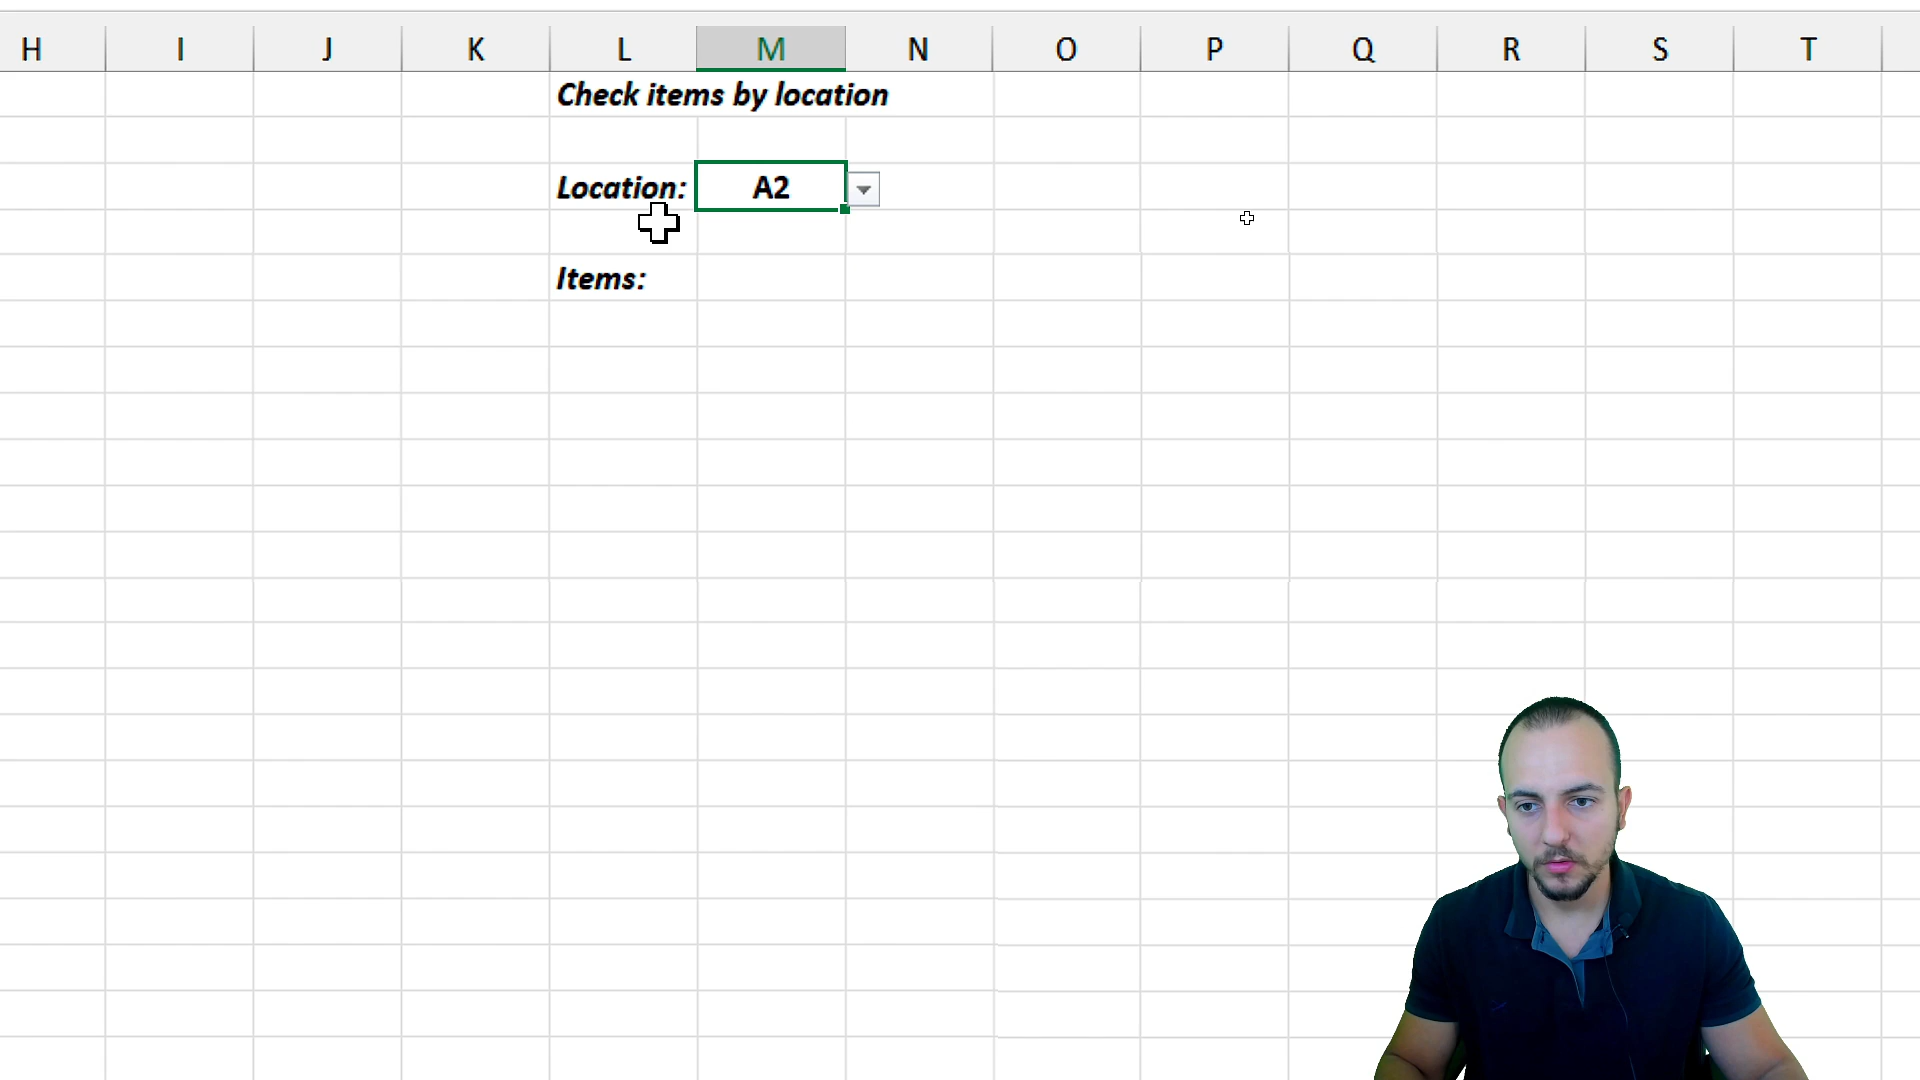 H I J K L M N O P Q R S T
Check items by location
Location: A2
Items: